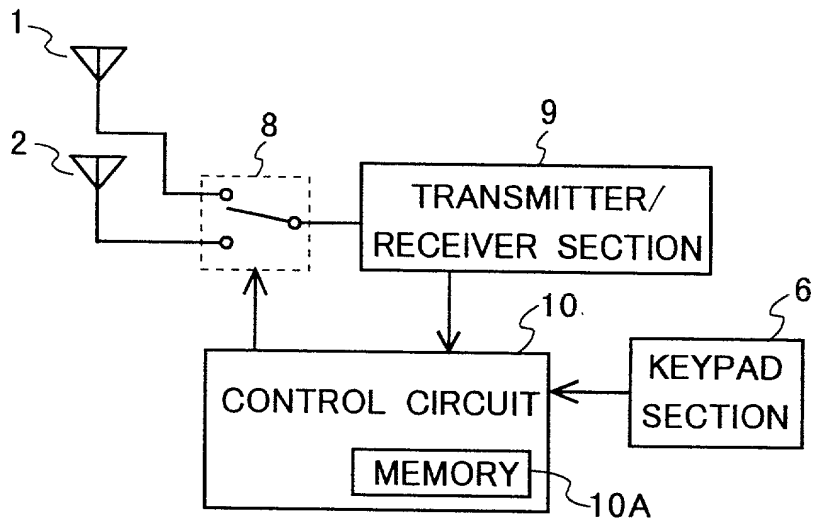 1
2
8
9
TRANSMITTER/
RECEIVER SECTION
10
6
CONTROL CIRCUIT
KEYPAD
SECTION
MEMORY
10A